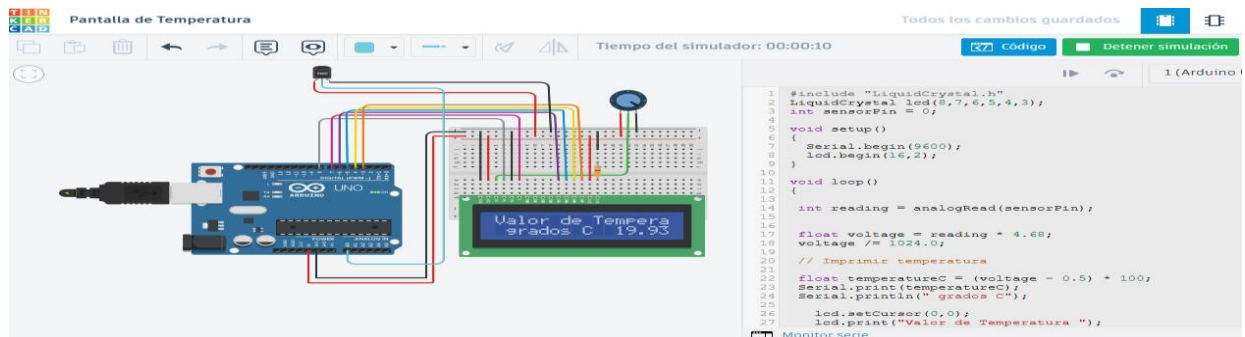 TIN
KER
CAD
Pantalla de Temperatura
Todos los cambios guardados
Tiempo del simulador: 00:00:10
Código
Detener simulación
1 (Arduino
TMP
UNO
ARDUINO
POWER
ANALOG IN
Valor de Tempera
grados C 19.93
1 #include "LiquidCrystal.h"
2 LiquidCrystal lcd(8,7,6,5,4,3);
3 int sensorPin = 0;
4
5 void setup()
6 {
7 Serial.begin(9600);
8 lcd.begin(16,2);
9 }
10
11 void loop()
12 {
13
14 int reading = analogRead(sensorPin);
15
16
17 float voltage = reading * 4.68;
18 voltage /= 1024.0;
19
20 // Imprimir temperatura
21
22 float temperatureC = (voltage - 0.5) * 100;
23 Serial.print(temperatureC);
24 Serial.println(" grados C");
25
26 lcd.setCursor(0,0);
27 lcd.print("Valor de Temperatura ");
Monitor serie